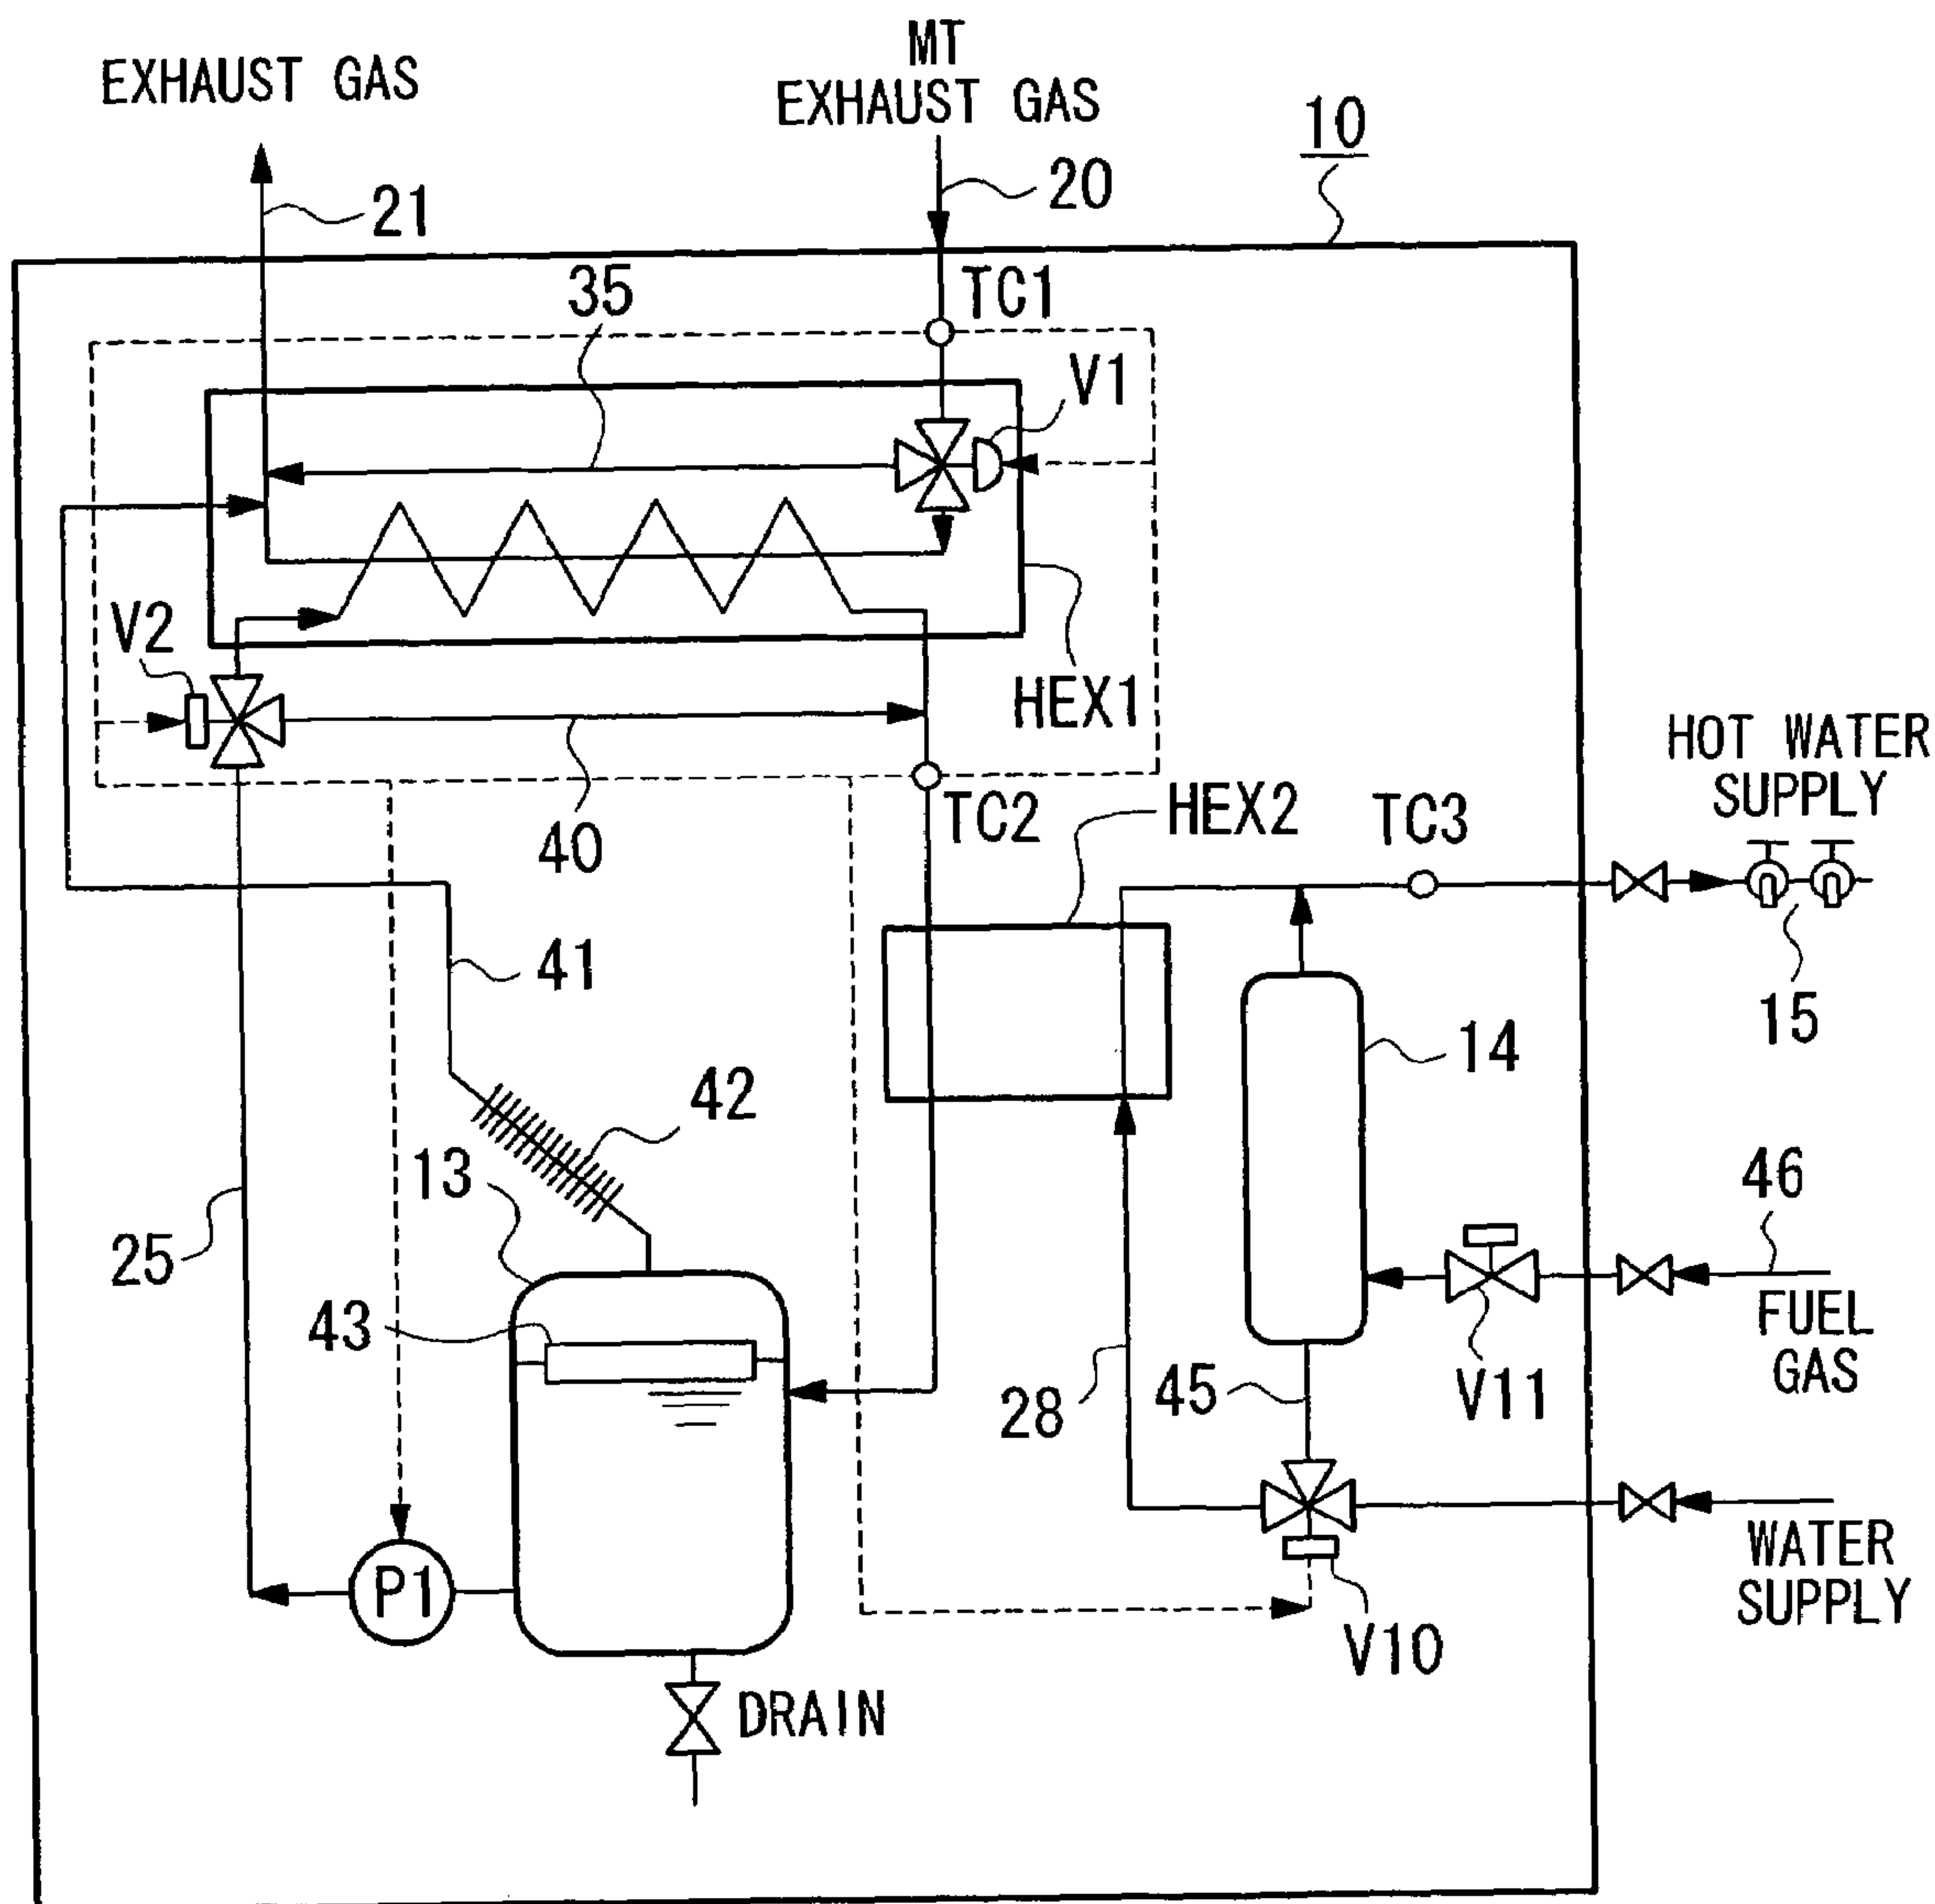 MT
EXHAUST GAS
EXHAUST GAS
10
20
21
35
TC1
V1
V2
HEX1
HOT WATER
SUPPLY
TC2
HEX2
TC3
40
41
15
14
42
13
46
25
43
FUEL
GAS
28
45
V11
P1
WATER
SUPPLY
V10
DRAIN